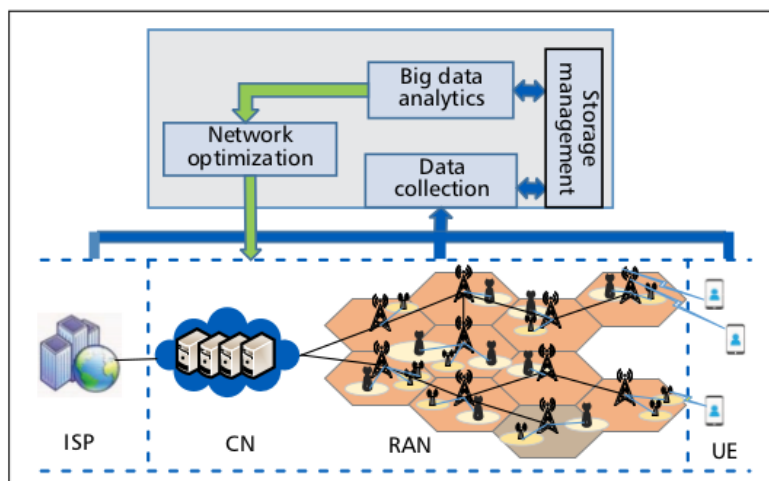 Big data
analytics
Storage
management
Network
optimization
Data
collection
ISP
CN
RAN
UE